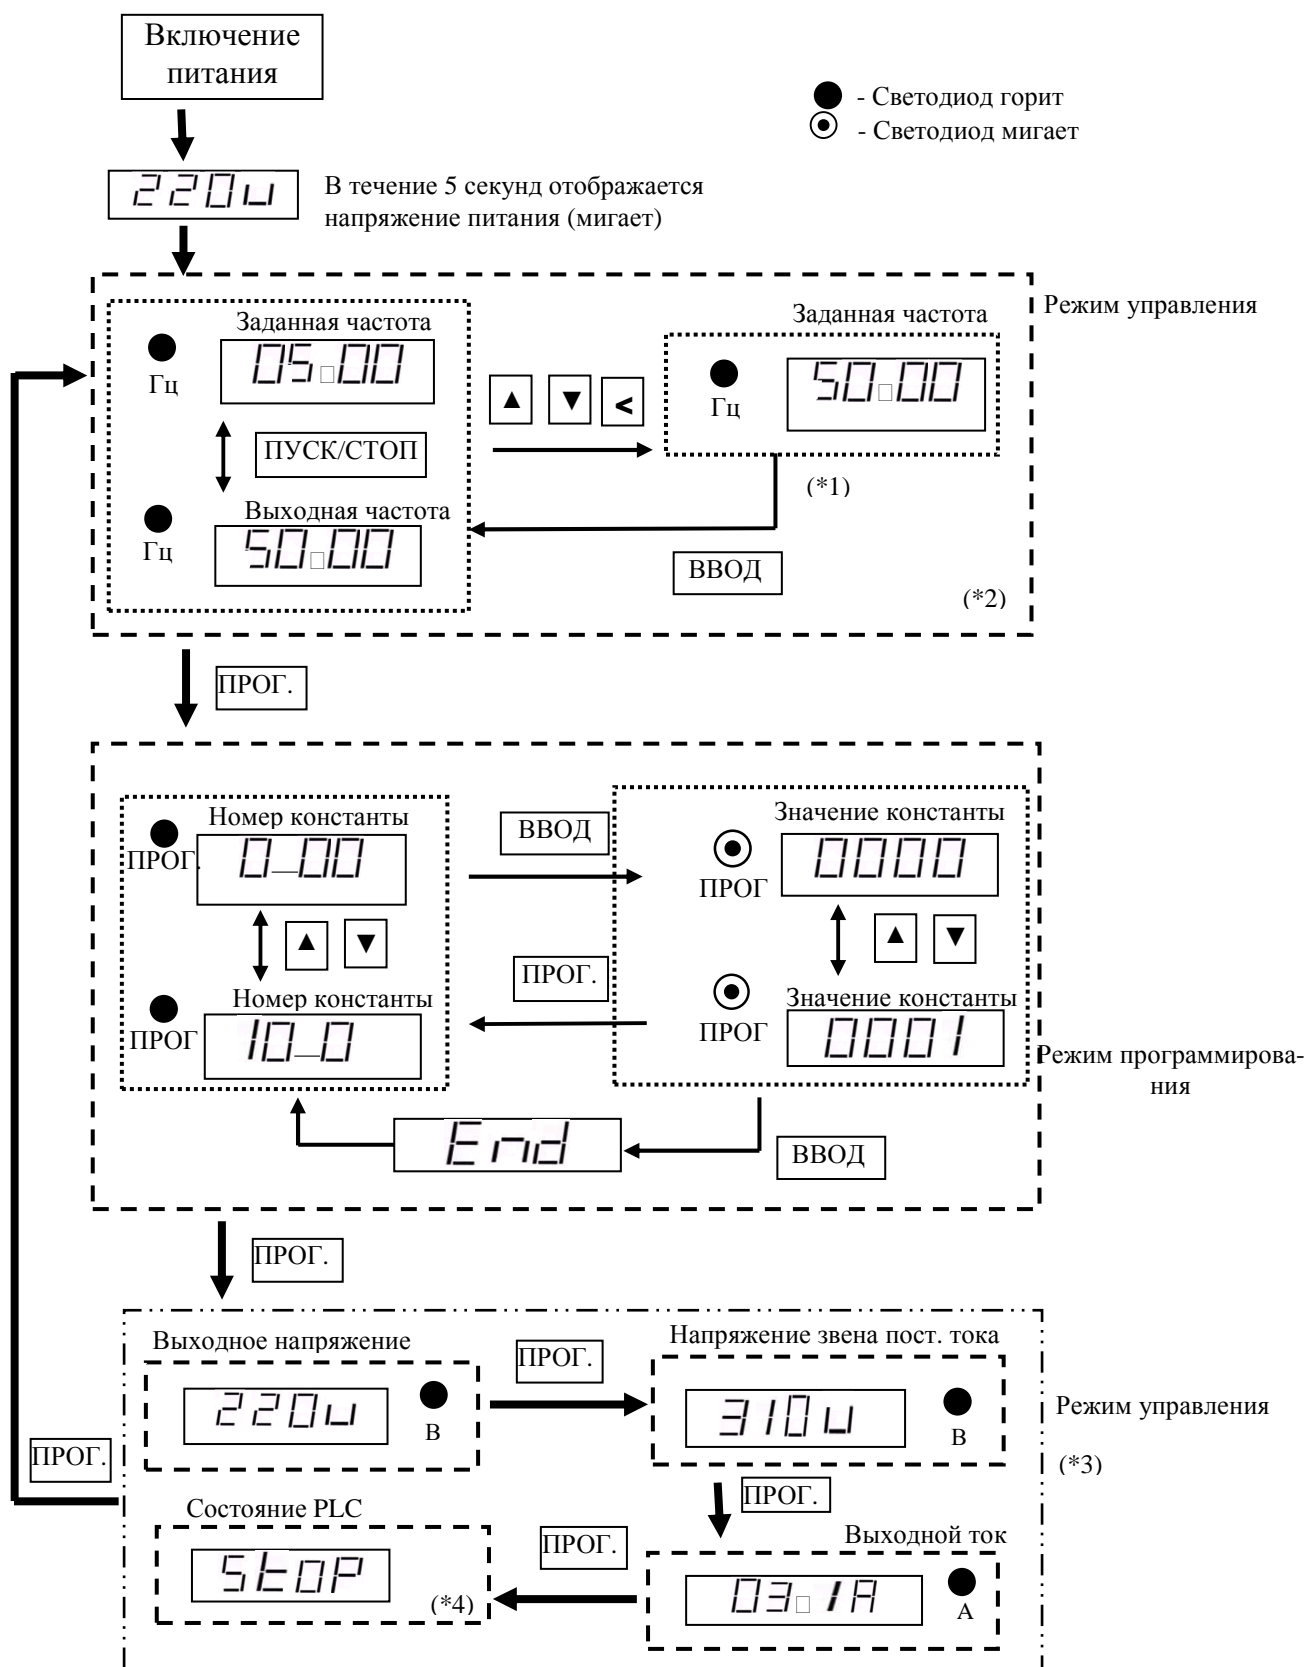 Включение
питания
- Светодиод горит
- Светодиод мигает
220u
В течение 5 секунд отображается
напряжение питания (мигает)
Режим управления
Заданная частота
05.00
Гц
ПУСК/СТОП
Выходная частота
50.00
Гц
▲ ▼ <
Заданная частота
50.00
Гц
(*1)
ВВОД
(*2)
ПРОГ.
Номер константы
0_00
ПРОГ.
▲ ▼
Номер константы
10_0
ПРОГ
ВВОД
ПРОГ.
Значение константы
0000
ПРОГ
▲ ▼
Значение константы
0001
ПРОГ
Режим программирова-
ния
End
ВВОД
ПРОГ.
Выходное напряжение
220u
В
ПРОГ.
Напряжение звена пост. тока
310u
В
Режим управления
(*3)
ПРОГ.
ПРОГ.
Состояние PLC
StoP
(*4)
ПРОГ.
Выходной ток
03.1A
А